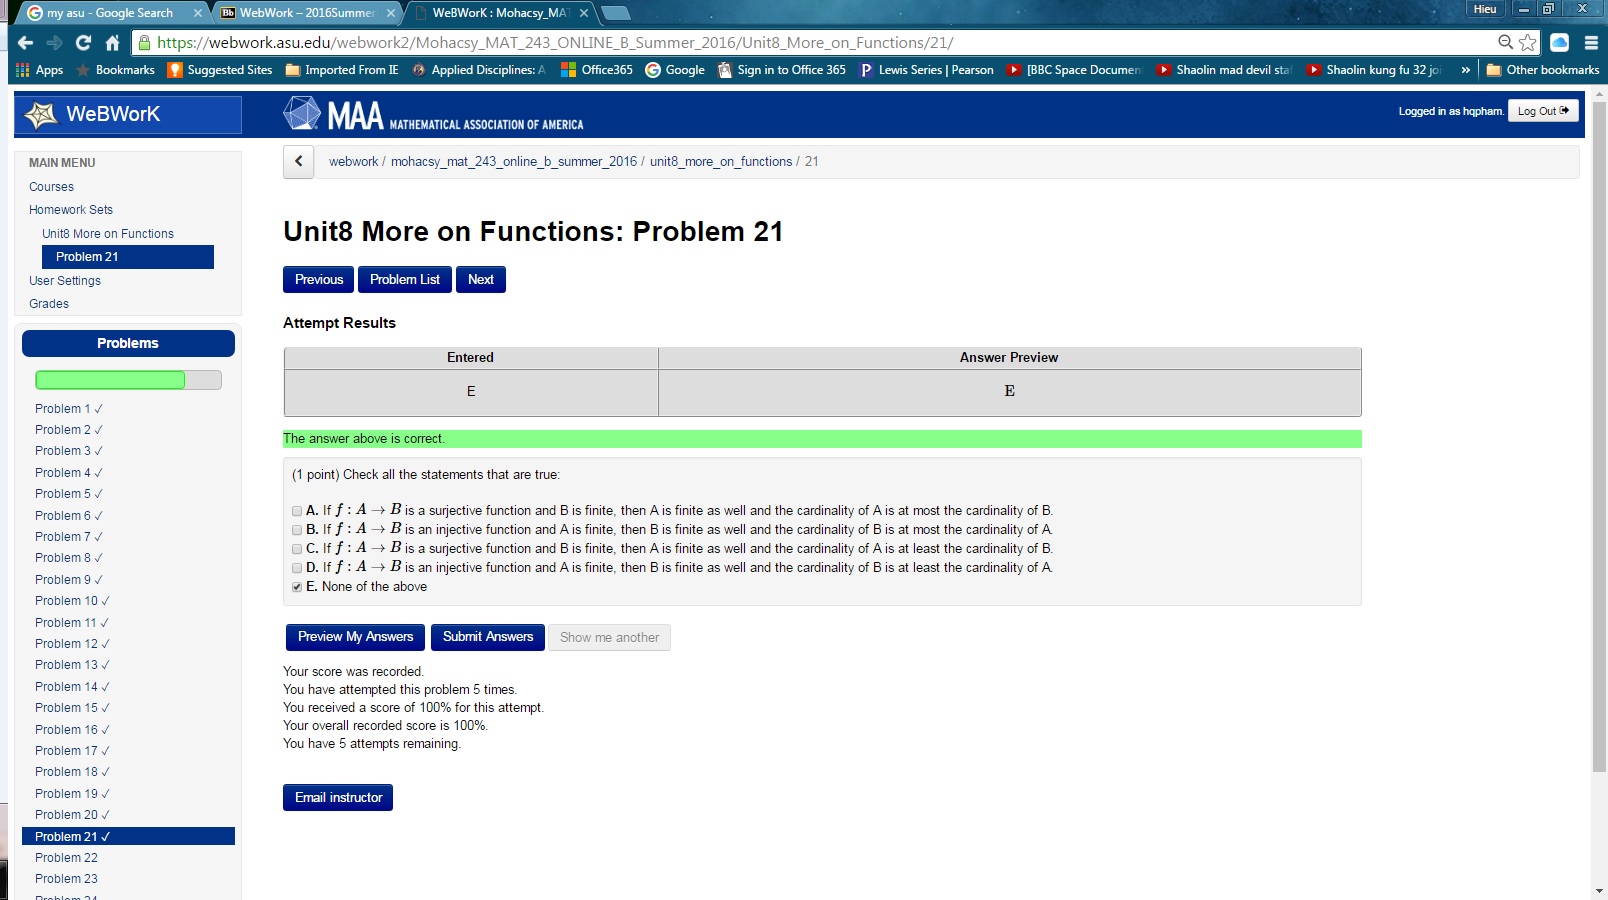 my asu - Google Search
Bb WebWork – 2016Summer
WeBWorK : Mohacsy_MAT
Hieu
https://webwork.asu.edu/webwork2/Mohacsy_MAT_243_ONLINE_B_Summer_2016/Unit8_More_on_Functions/21/
Apps Bookmarks Suggested Sites Imported From IE Applied Disciplines: A Office365 Google Sign in to Office 365 Lewis Series | Pearson [BBC Space Documen Shaolin mad devil staf Shaolin kung fu 32 joi » Other bookmarks
WeBWorK
MAA MATHEMATICAL ASSOCIATION OF AMERICA
Logged in as hqpham. Log Out
MAIN MENU
Courses
Homework Sets
Unit8 More on Functions
Problem 21
User Settings
Grades
Problems
Problem 1 ✓
Problem 2 ✓
Problem 3 ✓
Problem 4 ✓
Problem 5 ✓
Problem 6 ✓
Problem 7 ✓
Problem 8 ✓
Problem 9 ✓
Problem 10 ✓
Problem 11 ✓
Problem 12 ✓
Problem 13 ✓
Problem 14 ✓
Problem 15 ✓
Problem 16 ✓
Problem 17 ✓
Problem 18 ✓
Problem 19 ✓
Problem 20 ✓
Problem 21 ✓
Problem 22
Problem 23
Problem 24
webwork / mohacsy_mat_243_online_b_summer_2016 / unit8_more_on_functions / 21
Unit8 More on Functions: Problem 21
Previous Problem List Next
Attempt Results
Entered Answer Preview
E E
The answer above is correct.
(1 point) Check all the statements that are true:
A. If f : A → B is a surjective function and B is finite, then A is finite as well and the cardinality of A is at most the cardinality of B.
B. If f : A → B is an injective function and A is finite, then B is finite as well and the cardinality of B is at most the cardinality of A.
C. If f : A → B is a surjective function and B is finite, then A is finite as well and the cardinality of A is at least the cardinality of B.
D. If f : A → B is an injective function and A is finite, then B is finite as well and the cardinality of B is at least the cardinality of A.
E. None of the above
Preview My Answers Submit Answers Show me another
Your score was recorded.
You have attempted this problem 5 times.
You received a score of 100% for this attempt.
Your overall recorded score is 100%.
You have 5 attempts remaining.
Email instructor